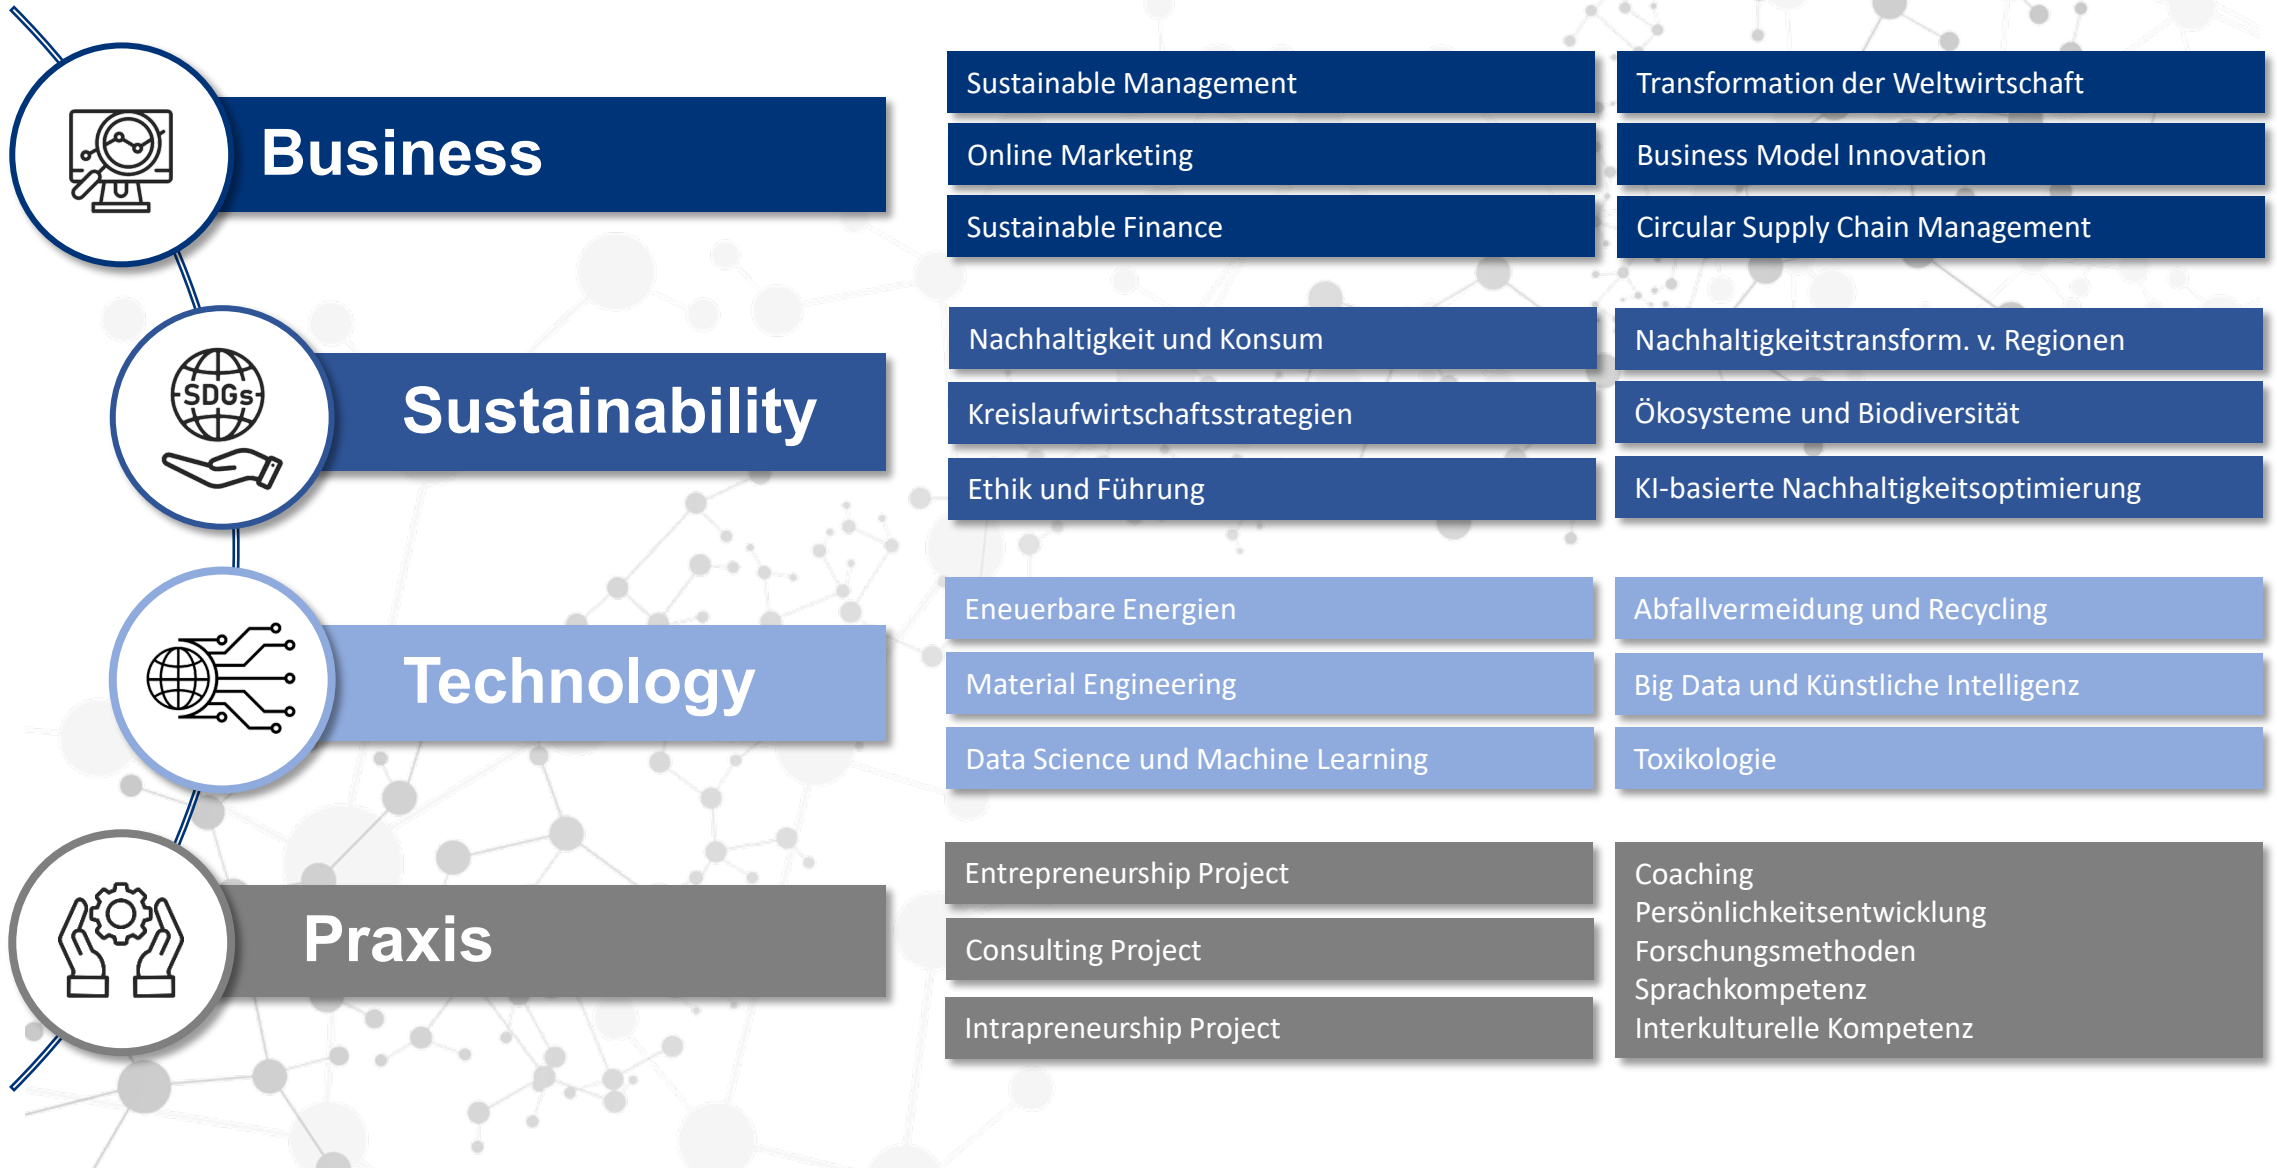 Business
Sustainable Management
Transformation der Weltwirtschaft
Online Marketing
Business Model Innovation
Sustainable Finance
Circular Supply Chain Management
SDGs
Sustainability
Nachhaltigkeit und Konsum
Nachhaltigkeitstransform. v. Regionen
Kreislaufwirtschaftsstrategien
Ökosysteme und Biodiversität
Ethik und Führung
KI-basierte Nachhaltigkeitsoptimierung
Technology
Eneuerbare Energien
Abfallvermeidung und Recycling
Material Engineering
Big Data und Künstliche Intelligenz
Data Science und Machine Learning
Toxikologie
Praxis
Entrepreneurship Project
Consulting Project
Intrapreneurship Project
Coaching
Persönlichkeitsentwicklung
Forschungsmethoden
Sprachkompetenz
Interkulturelle Kompetenz